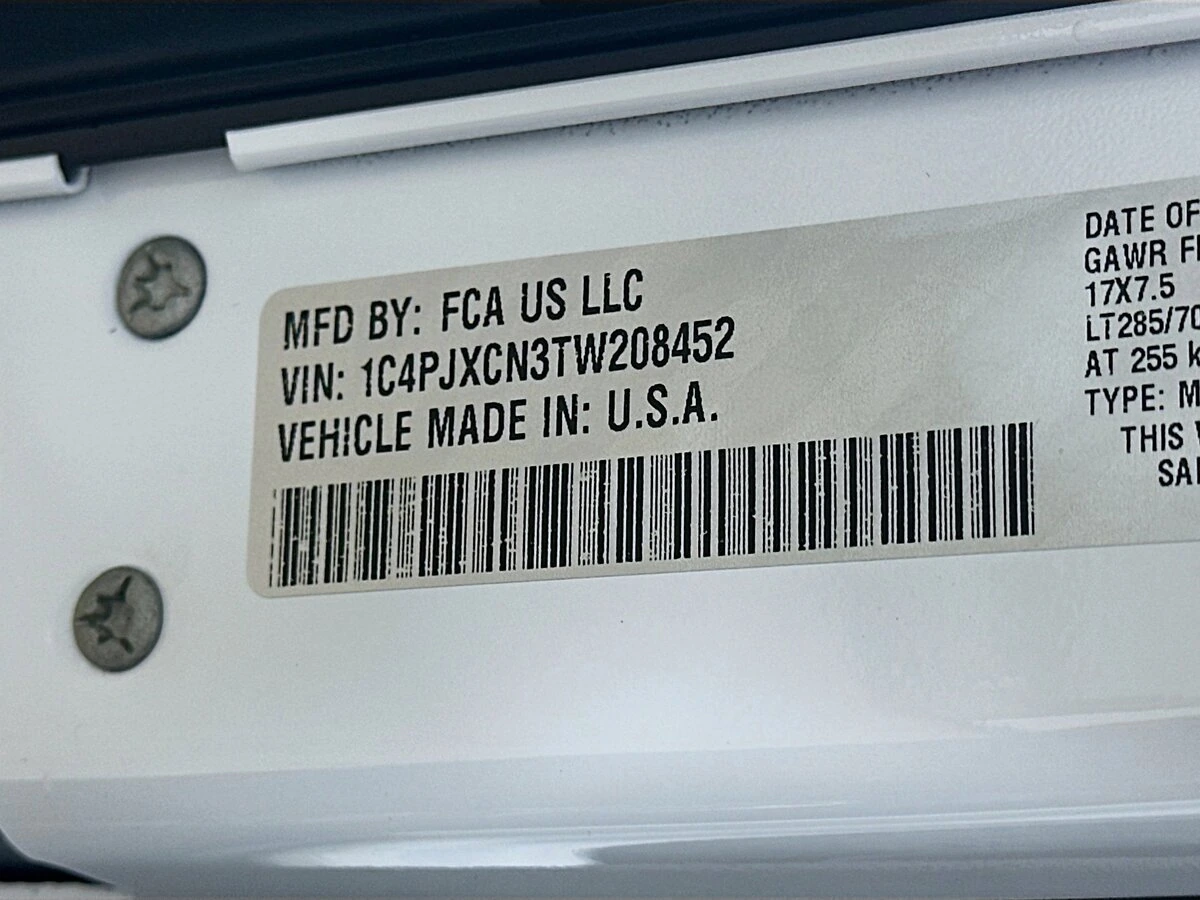 MFD BY: FCA US LLC
VIN: 1C4PJXCN3TW208452
VEHICLE MADE IN: U.S.A.
DATE OF
GAWR
17X7.5
LT285/70
AT 255
TYPE:
THIS